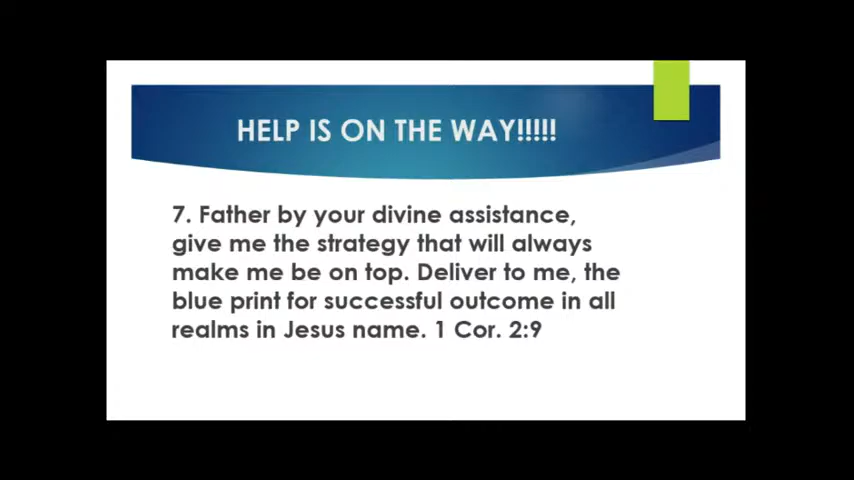 HELP IS ON THE WAY!!!!!
7. Father by your divine assistance,
give me the strategy that will always
make me be on top. Deliver to me, the
blue print for successful outcome in all
realms in Jesus name. 1 Cor. 2:9